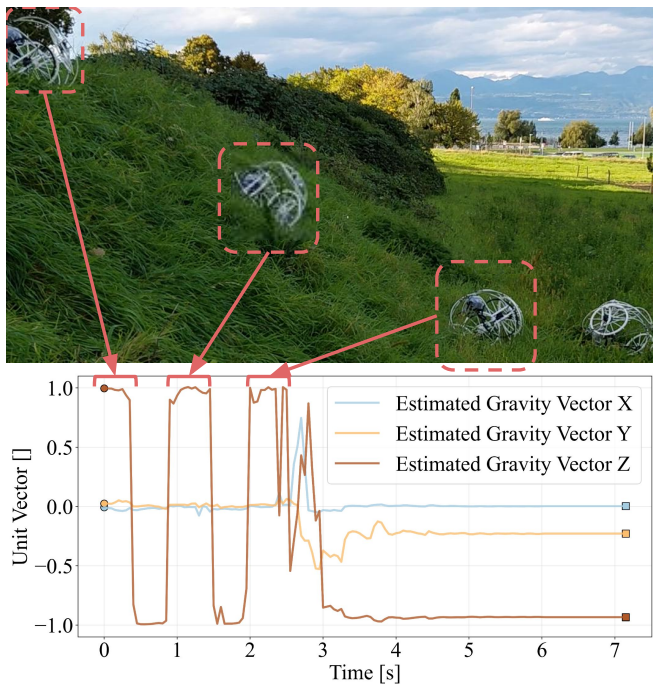 1.0
0.5
0.0
−0.5
−1.0
Unit Vector []
Estimated Gravity Vector X
Estimated Gravity Vector Y
Estimated Gravity Vector Z
0 1 2 3 4 5 6 7
Time [s]